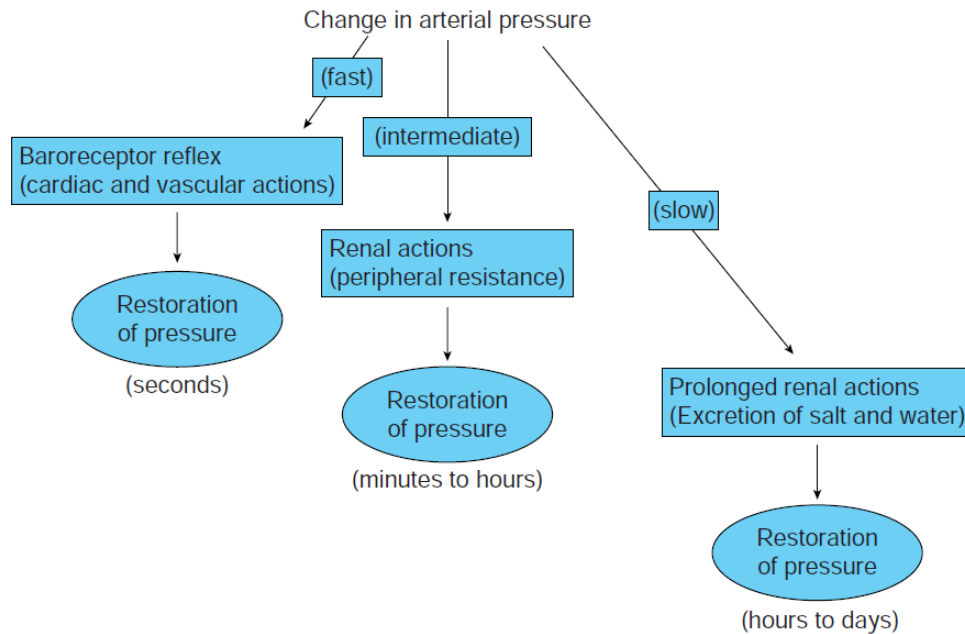 Change in arterial pressure
(fast)
Baroreceptor reflex
(cardiac and vascular actions)
Restoration
of pressure
(seconds)
(intermediate)
Renal actions
(peripheral resistance)
Restoration
of pressure
(minutes to hours)
(slow)
Prolonged renal actions
(Excretion of salt and water)
Restoration
of pressure
(hours to days)